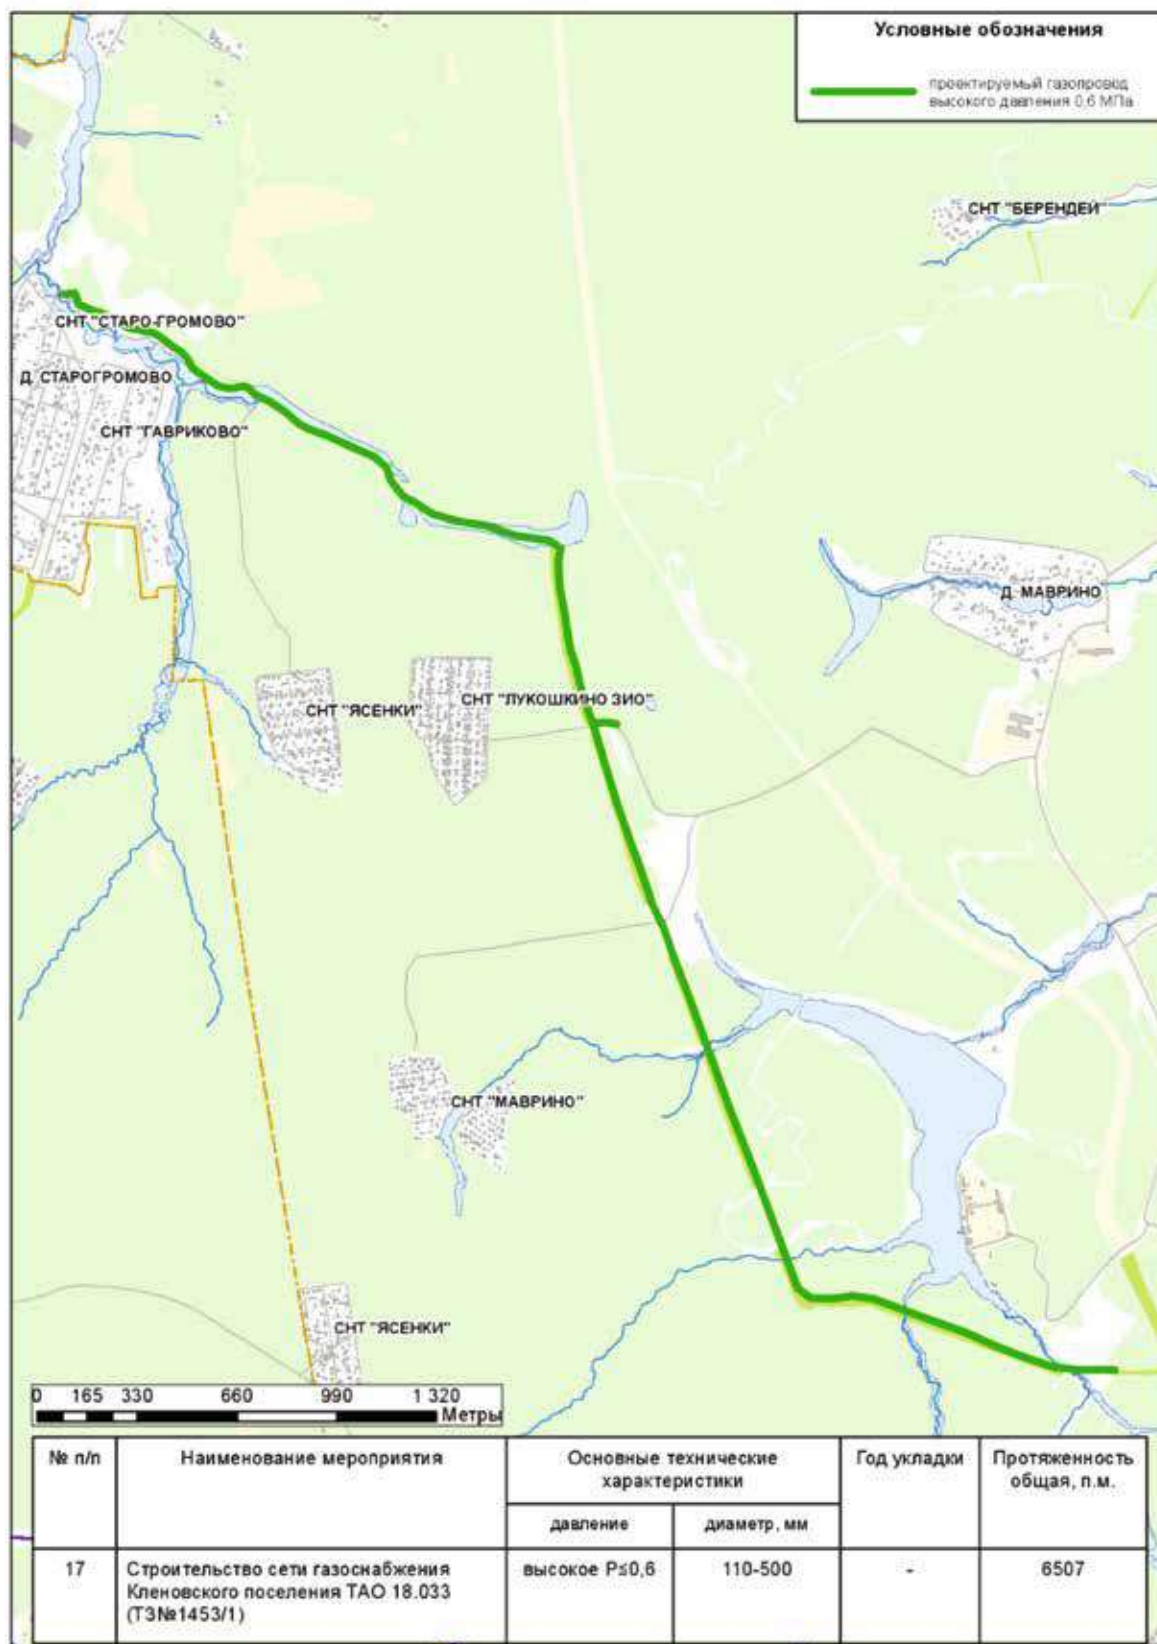 Условные обозначения
проектируемый газопровод
высокого давления 0,6 МПа
СНТ "БЕРЕНДЕЙ"
СНТ "СТАРО-ГРОМОВО"
Д. СТАРОГРОМОВО
СНТ "ГАВРИКОВО"
Д. МАВРИНО
СНТ "ЯСЕНКИ"
СНТ "ЛУКОШКИНО ЗИО"
СНТ "МАВРИНО"
СНТ "ЯСЕНКИ"
0 165 330 660 990 1 320
Метры
№ п/п
Наименование мероприятия
Основные технические
характеристики
Год укладки
Протяженность
общая, п.м.
давление
диаметр, мм
17
Строительство сети газоснабжения
Кленовского поселения ТАО 18.033
(ТЗ№1453/1)
высокое P≤0,6
110-500
-
6507